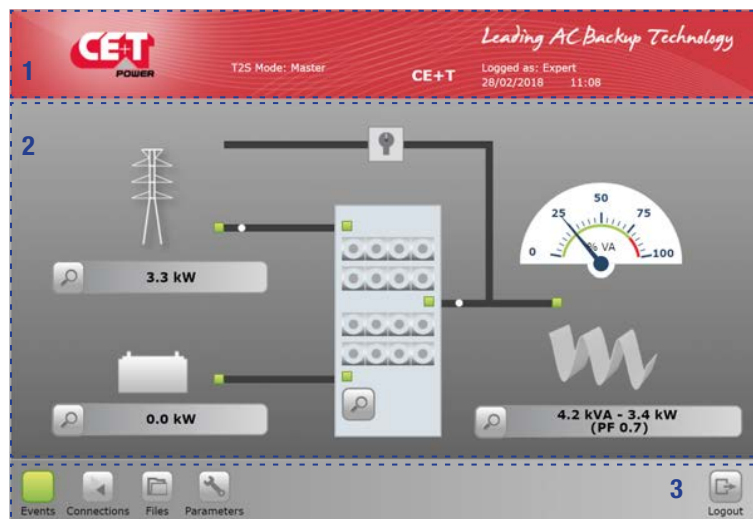 1
CE+T
POWER
T2S Mode: Master
CE+T
Leading AC Backup Technology
Logged as: Expert
28/02/2018 11:08
2
0
25
50
75
100
% VA
3.3 kW
0.0 kW
4.2 kVA - 3.4 kW
(PF 0.7)
Events
Connections
Files
Parameters
3
Logout